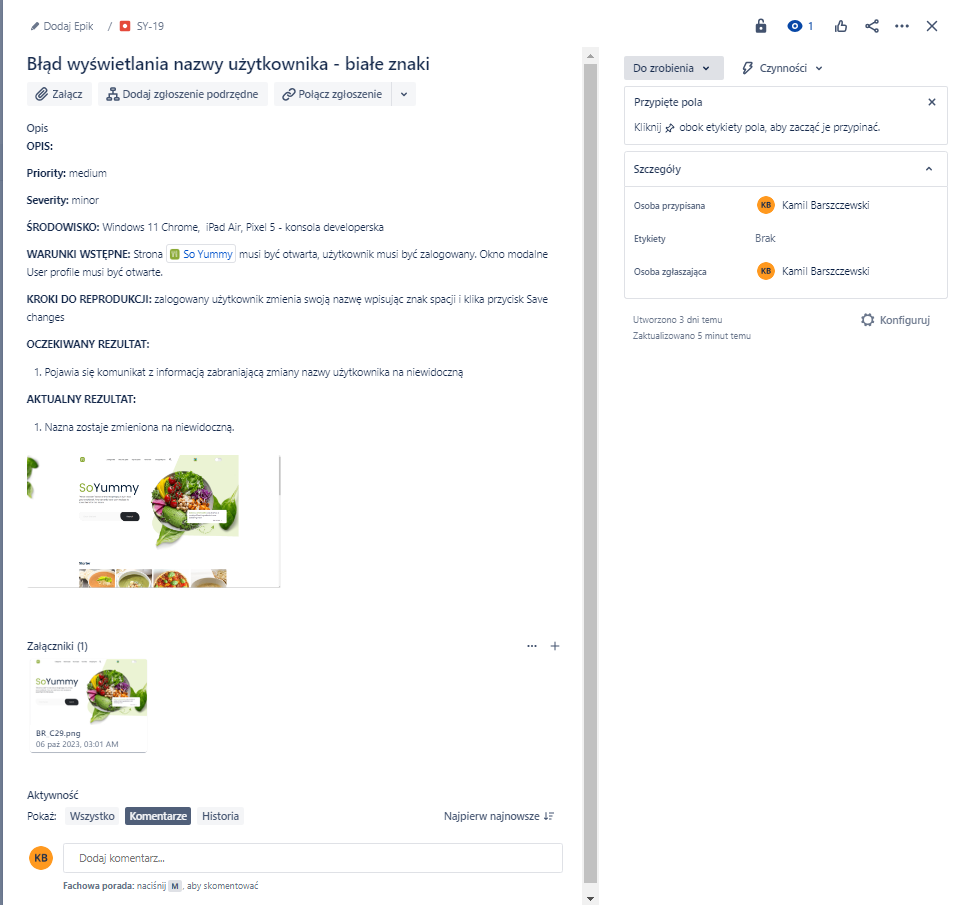 Dodaj Epik / SY-19
1
Błąd wyświetlania nazwy użytkownika - białe znaki
Załącz
Dodaj zgłoszenie podrzędne
Połącz zgłoszenie
Opis
OPIS:
Priority: medium
Severity: minor
ŚRODOWISKO: Windows 11 Chrome, iPad Air, Pixel 5 - konsola developerska
WARUNKI WSTĘPNE: Strona So Yummy musi być otwarta, użytkownik musi być zalogowany. Okno modalne
User profile musi być otwarte.
KROKI DO REPRODUKCJI: zalogowany użytkownik zmienia swoją nazwę wpisując znak spacji i klika przycisk Save
changes
OCZEKIWANY REZULTAT:
1. Pojawia się komunikat z informacją zabraniającą zmiany nazwy użytkownika na niewidoczną
AKTUALNY REZULTAT:
1. Nazna zostaje zmieniona na niewidoczną.
SoYummy
Załączniki (1)
SoYummy
BR_C29.png
06 paź 2023, 03:01 AM
Aktywność
Pokaż: Wszystko Komentarze Historia
Najpierw najnowsze
KB
Dodaj komentarz...
Fachowa porada: naciśnij M, aby skomentować
Do zrobienia
Czynności
Przypięte pola
Kliknij obok etykiety pola, aby zacząć je przypinać.
Szczegóły
Osoba przypisana
KB Kamil Barszczewski
Etykiety
Brak
Osoba zgłaszająca
KB Kamil Barszczewski
Utworzono 3 dni temu
Zaktualizowano 5 minut temu
Konfiguruj